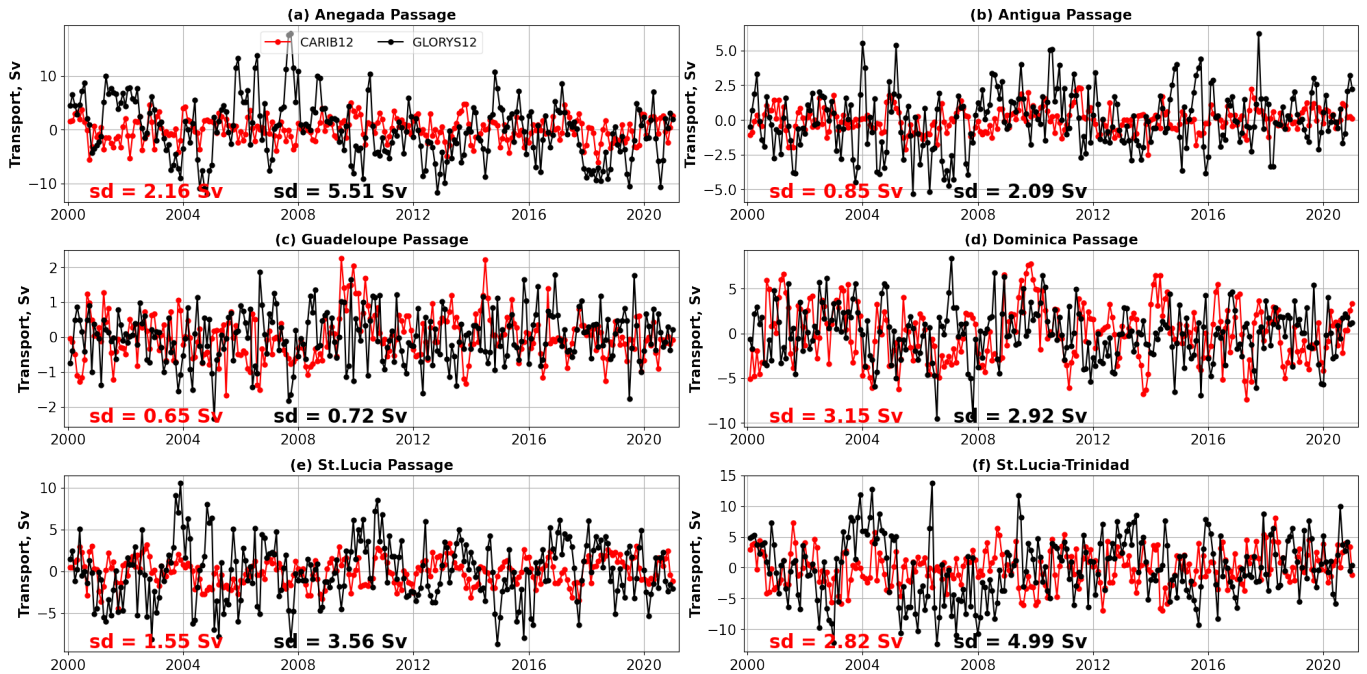 (a) Anegada Passage
Transport, Sv
10
0
−10
CARIB12
GLORYS12
sd = 2.16 Sv
sd = 5.51 Sv
2000
2004
2008
2012
2016
2020
(b) Antigua Passage
Transport, Sv
5.0
2.5
0.0
−2.5
−5.0
sd = 0.85 Sv
sd = 2.09 Sv
2000
2004
2008
2012
2016
2020
(c) Guadeloupe Passage
Transport, Sv
2
1
0
−1
−2
sd = 0.65 Sv
sd = 0.72 Sv
2000
2004
2008
2012
2016
2020
(d) Dominica Passage
Transport, Sv
5
0
−5
−10
sd = 3.15 Sv
sd = 2.92 Sv
2000
2004
2008
2012
2016
2020
(e) St.Lucia Passage
Transport, Sv
10
5
0
−5
sd = 1.55 Sv
sd = 3.56 Sv
2000
2004
2008
2012
2016
2020
(f) St.Lucia-Trinidad
Transport, Sv
15
10
5
0
−5
−10
sd = 2.82 Sv
sd = 4.99 Sv
2000
2004
2008
2012
2016
2020